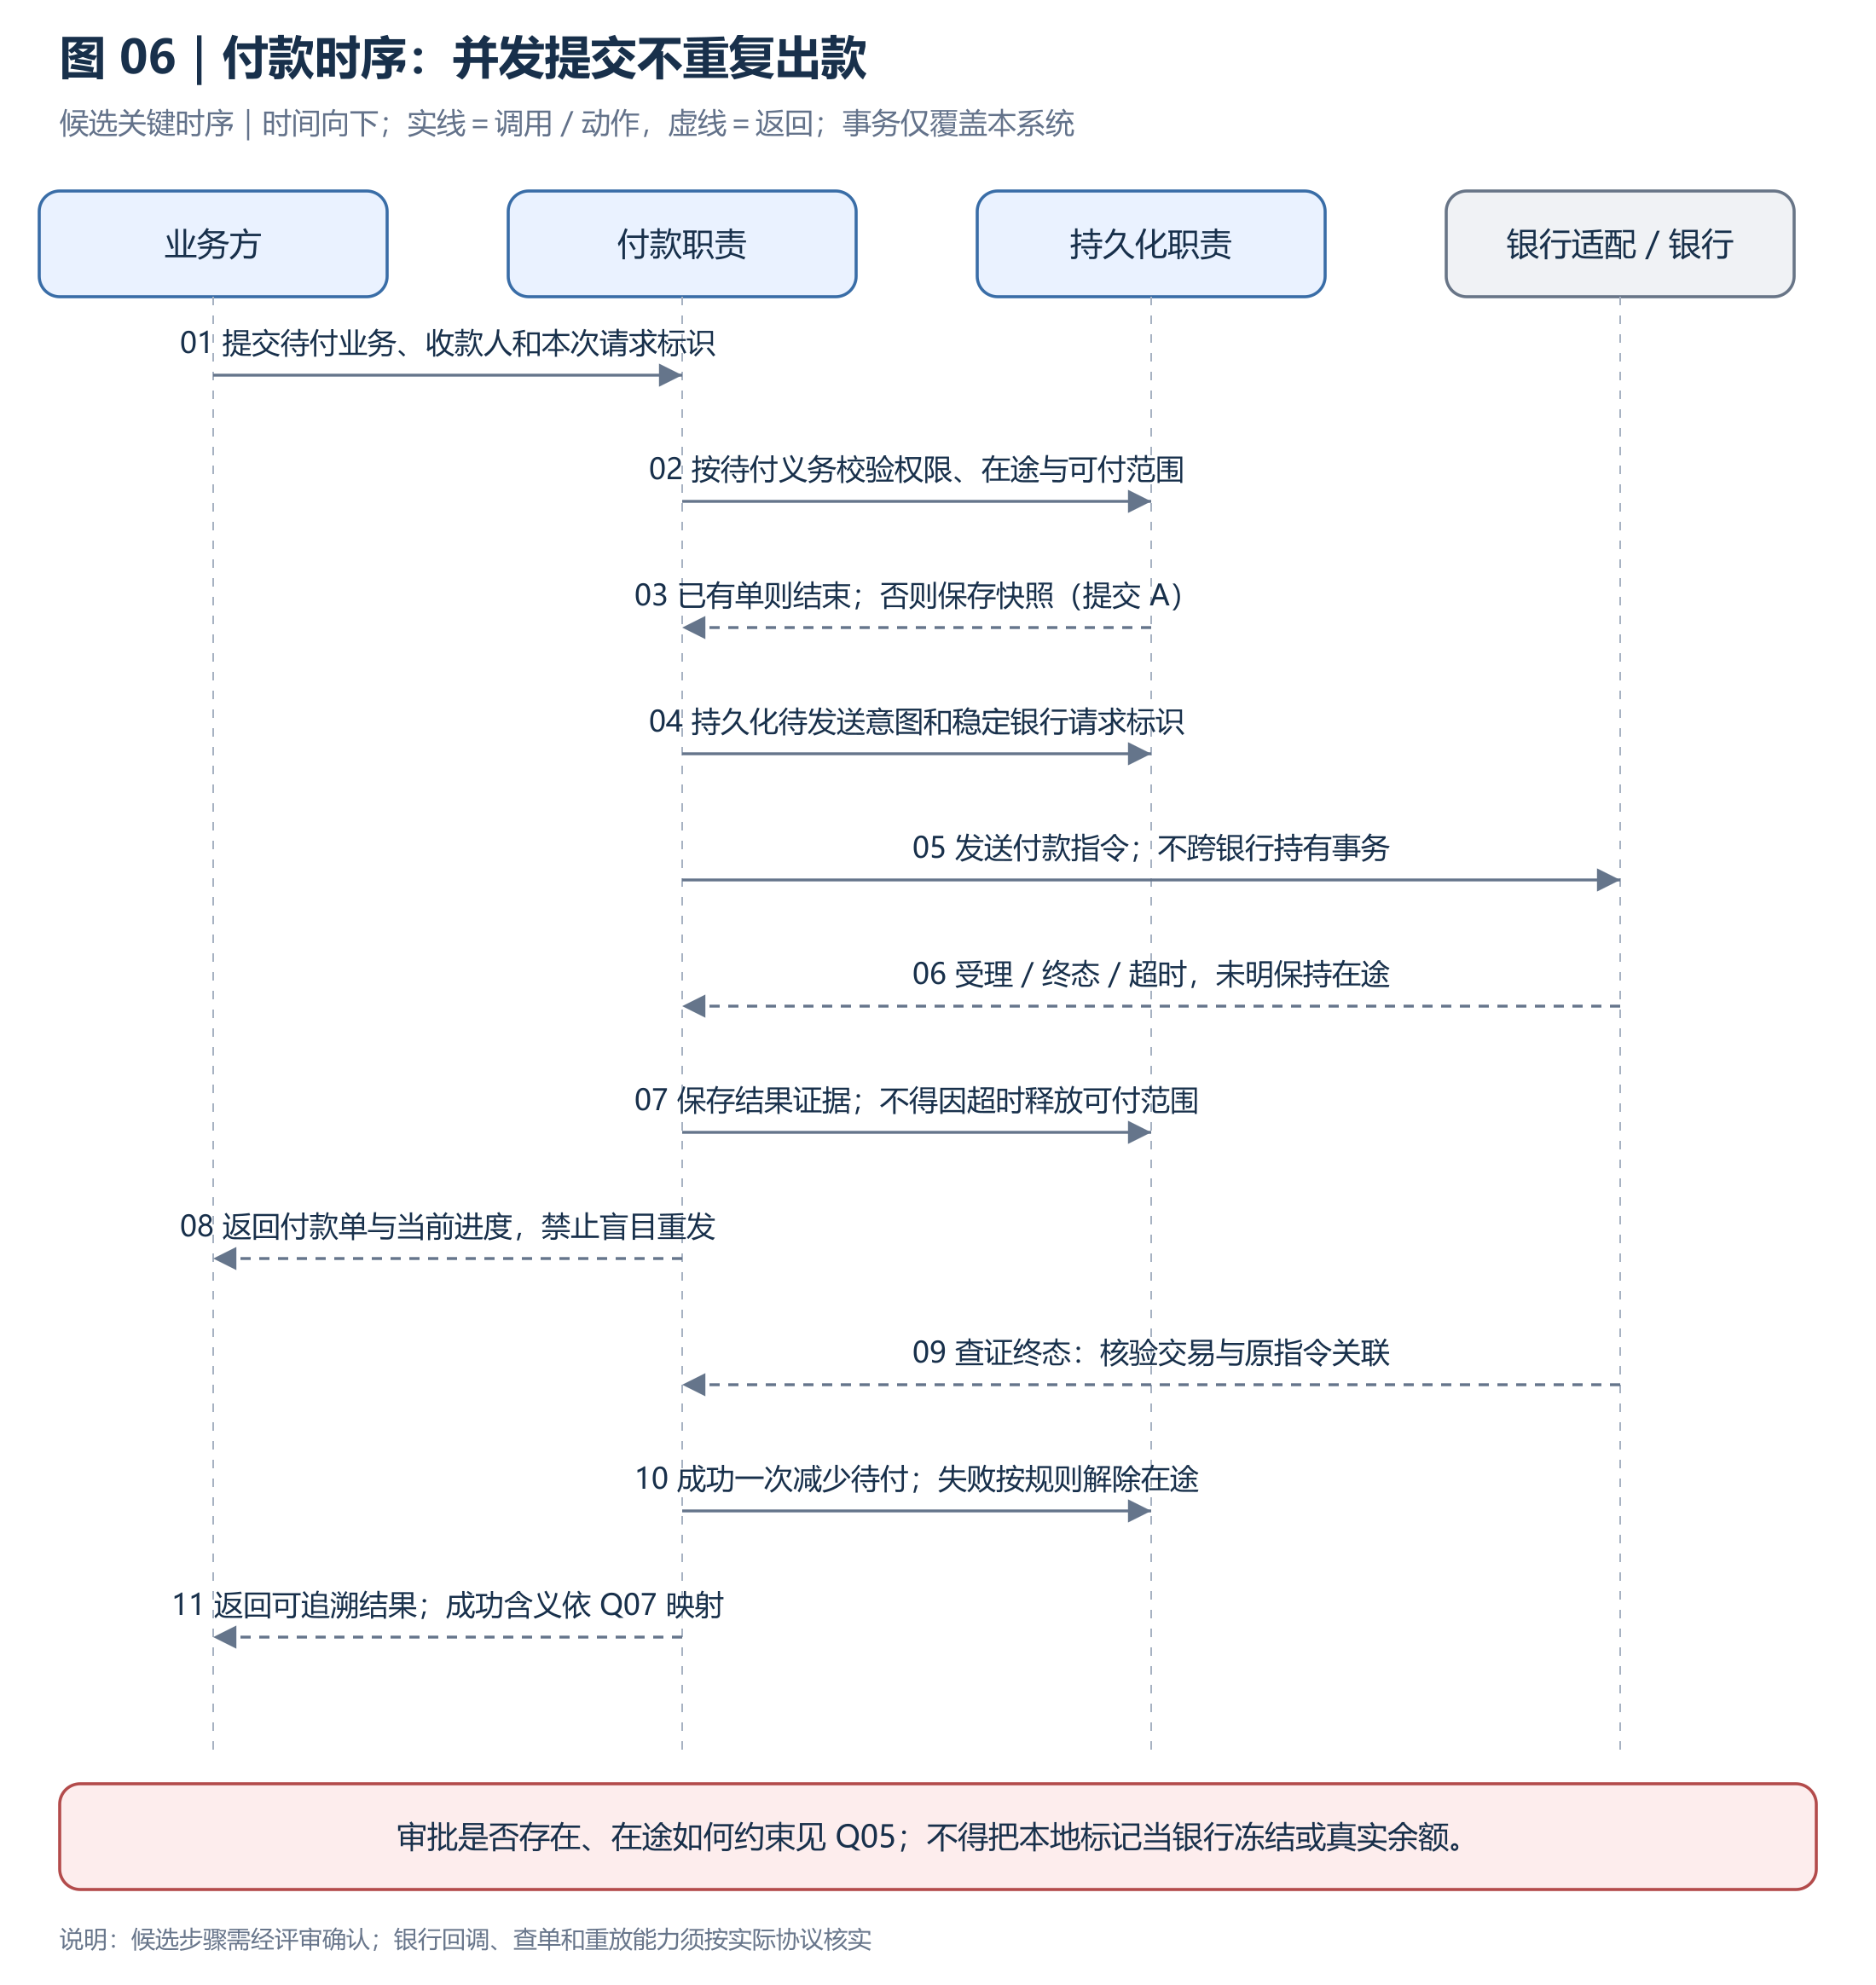 图 06｜付款时序：并发提交不重复出款
候选关键时序｜时间向下；实线＝调用 / 动作，虚线＝返回；事务仅覆盖本系统
业务方
付款职责
持久化职责
银行适配 / 银行
01 提交待付业务、收款人和本次请求标识
02 按待付义务校验权限、在途与可付范围
03 已有单则结束；否则保存快照（提交 A）
04 持久化待发送意图和稳定银行请求标识
05 发送付款指令；不跨银行持有事务
06 受理 / 终态 / 超时，未明保持在途
07 保存结果证据；不得因超时释放可付范围
08 返回付款单与当前进度，禁止盲目重发
09 查证终态：核验交易与原指令关联
10 成功一次减少待付；失败按规则解除在途
11 返回可追溯结果；成功含义依 Q07 映射
审批是否存在、在途如何约束见 Q05；不得把本地标记当银行冻结或真实余额。
说明：候选步骤需经评审确认；银行回调、查单和重放能力须按实际协议核实